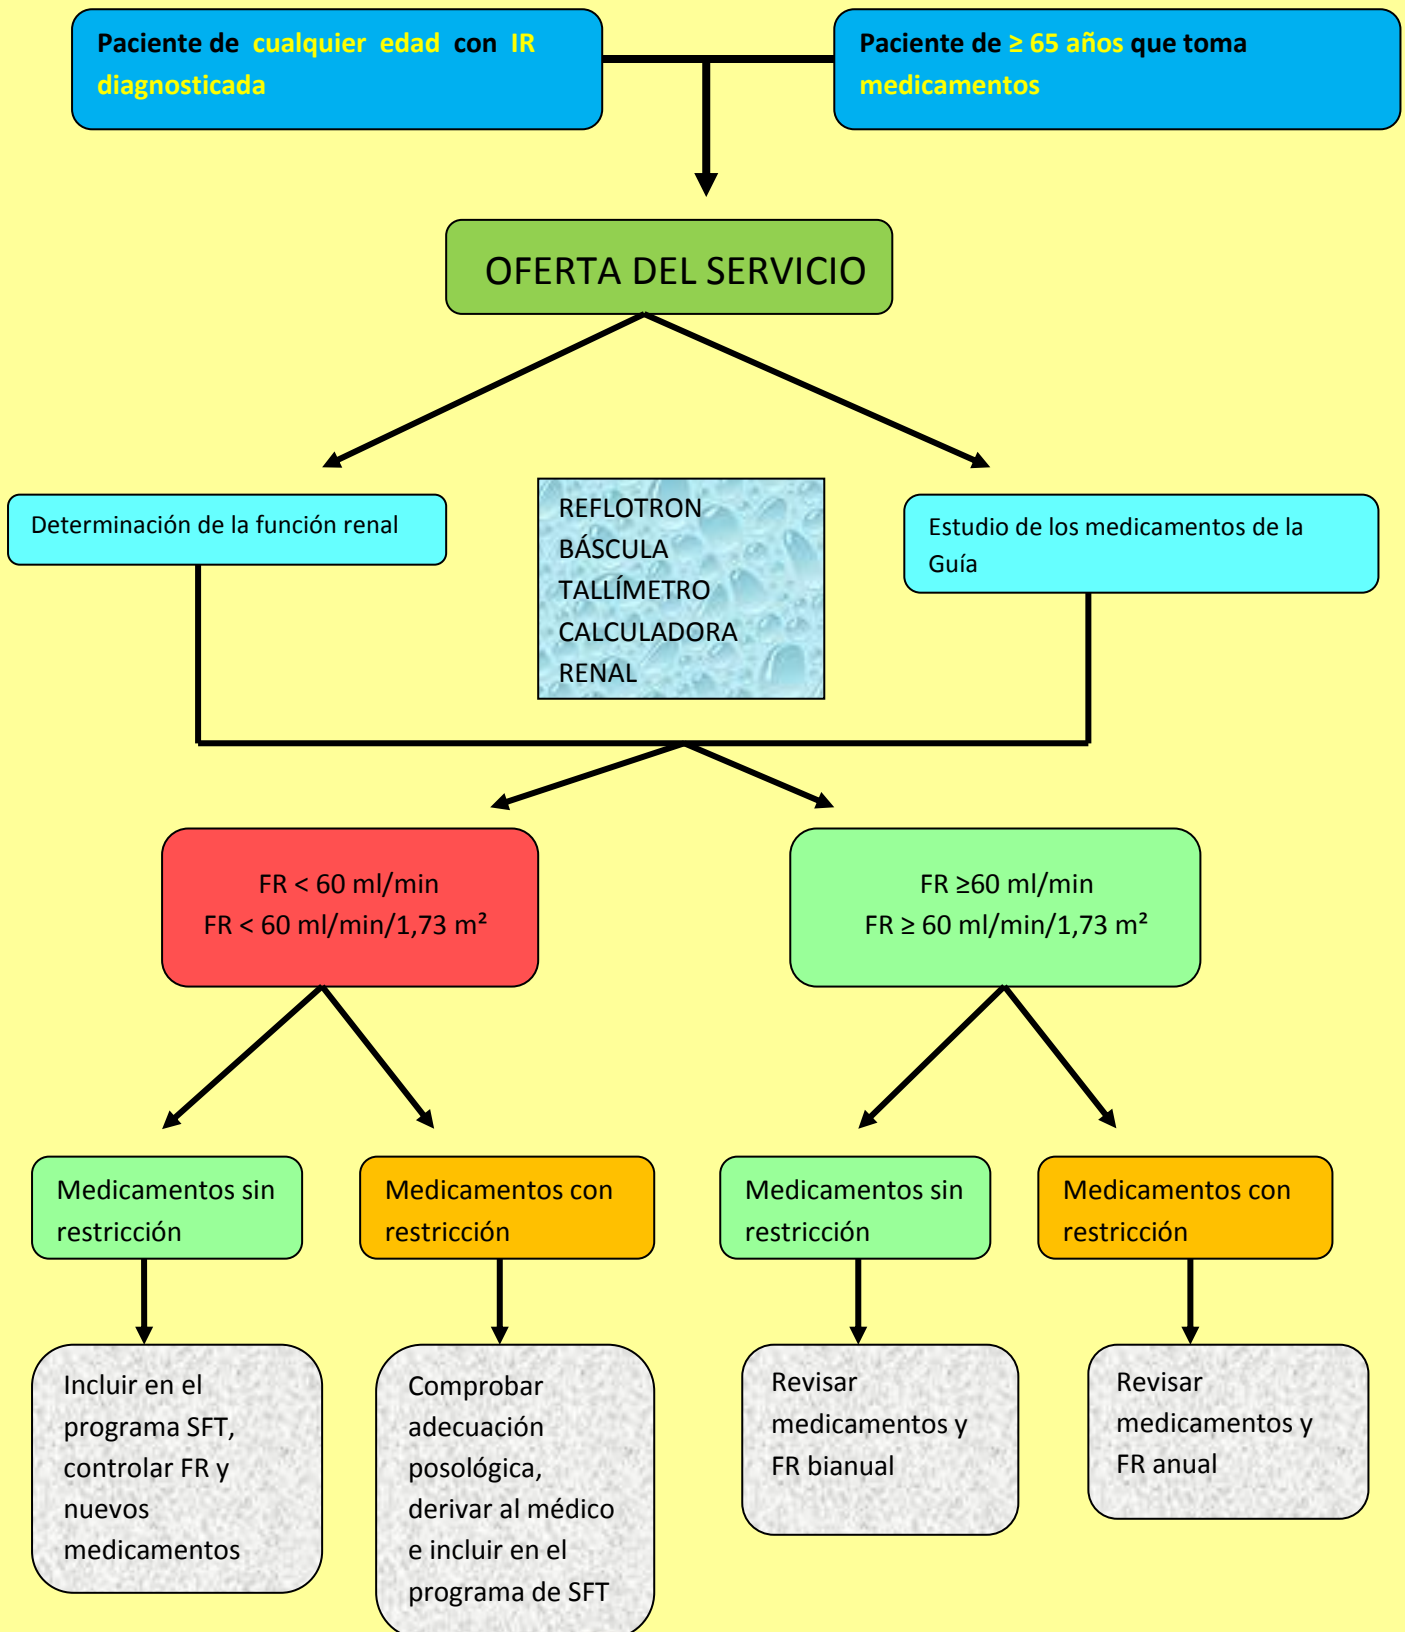 Paciente de cualquier edad con IR
diagnosticada
Paciente de ≥ 65 años que toma
medicamentos
OFERTA DEL SERVICIO
Determinación de la función renal
REFLOTRON
BÁSCULA
TALLÍMETRO
CALCULADORA
RENAL
Estudio de los medicamentos de la
Guía
FR < 60 ml/min
FR < 60 ml/min/1,73 m²
FR ≥60 ml/min
FR ≥ 60 ml/min/1,73 m²
Medicamentos sin
restricción
Medicamentos con
restricción
Medicamentos sin
restricción
Medicamentos con
restricción
Incluir en el
programa SFT,
controlar FR y
nuevos
medicamentos
Comprobar
adecuación
posológica,
derivar al médico
e incluir en el
programa de SFT
Revisar
medicamentos y
FR bianual
Revisar
medicamentos y
FR anual